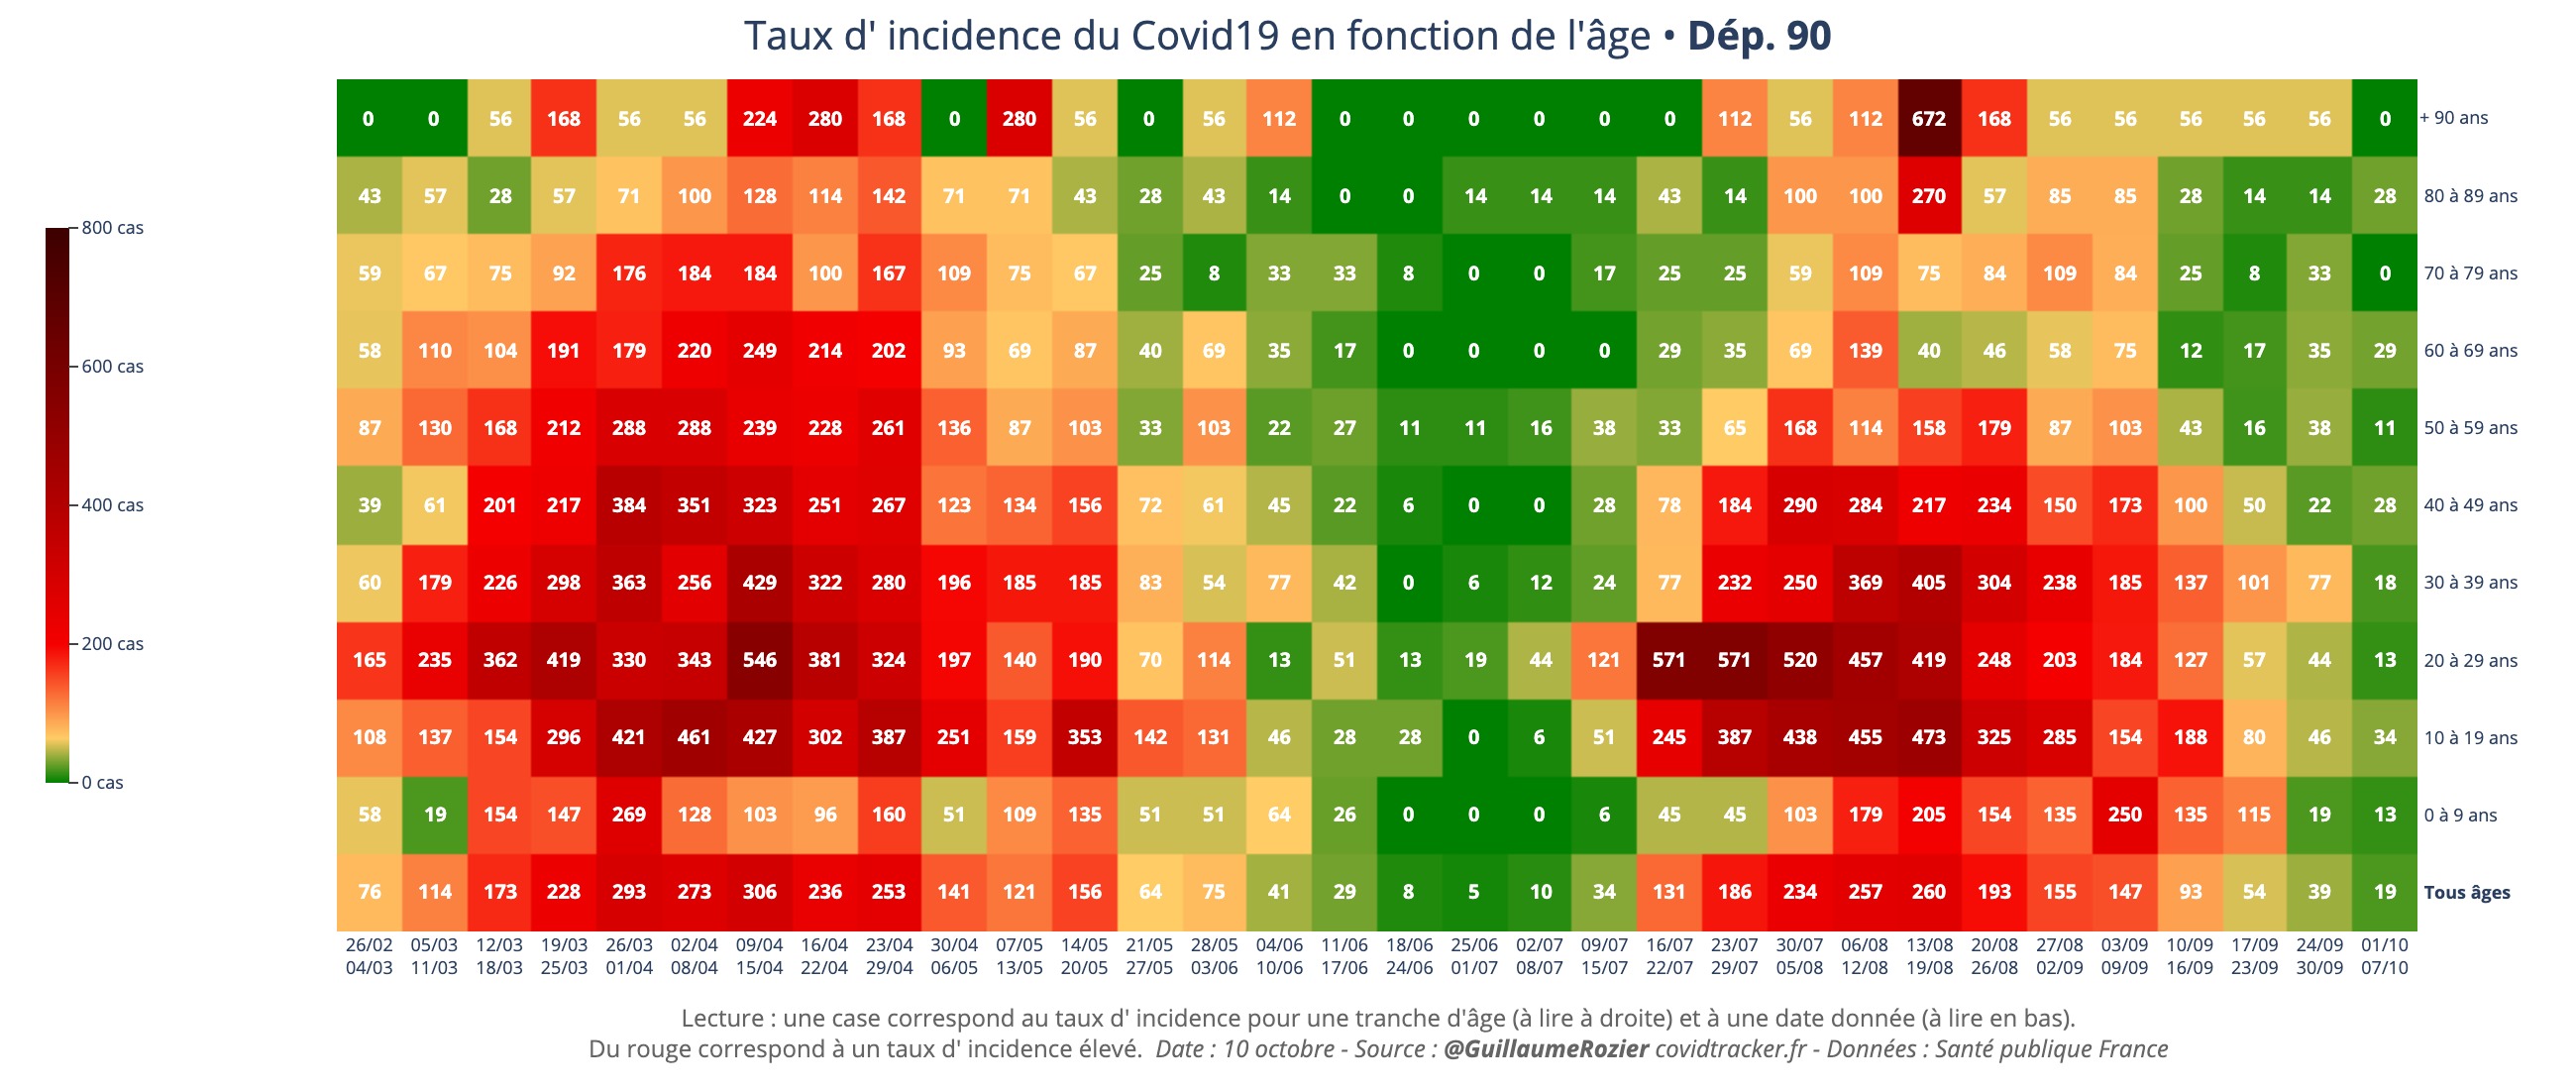 Taux d' incidence du Covid19 en fonction de l'âge • Dép. 90
0 0 56 168 56 56 224 280 168 0 280 56 0 56 112 0 0 0 0 0 0 112 56 112 672 168 56 56 56 56 56 0 + 90 ans
43 57 28 57 71 100 128 114 142 71 71 43 28 43 14 0 0 14 14 14 43 14 100 100 270 57 85 85 28 14 14 28 80 à 89 ans
59 67 75 92 176 184 184 100 167 109 75 67 25 8 33 33 8 0 0 17 25 25 59 109 75 84 109 84 25 8 33 0 70 à 79 ans
58 110 104 191 179 220 249 214 202 93 69 87 40 69 35 17 0 0 0 0 29 35 69 139 40 46 58 75 12 17 35 29 60 à 69 ans
87 130 168 212 288 288 239 228 261 136 87 103 33 103 22 27 11 11 16 38 33 65 168 114 158 179 87 103 43 16 38 11 50 à 59 ans
39 61 201 217 384 351 323 251 267 123 134 156 72 61 45 22 6 0 0 28 78 184 290 284 217 234 150 173 100 50 22 28 40 à 49 ans
60 179 226 298 363 256 429 322 280 196 185 185 83 54 77 42 0 6 12 24 77 232 250 369 405 304 238 185 137 101 77 18 30 à 39 ans
165 235 362 419 330 343 546 381 324 197 140 190 70 114 13 51 13 19 44 121 571 571 520 457 419 248 203 184 127 57 44 13 20 à 29 ans
108 137 154 296 421 461 427 302 387 251 159 353 142 131 46 28 28 0 6 51 245 387 438 455 473 325 285 154 188 80 46 34 10 à 19 ans
58 19 154 147 269 128 103 96 160 51 109 135 51 51 64 26 0 0 0 6 45 45 103 179 205 154 135 250 135 115 19 13 0 à 9 ans
76 114 173 228 293 273 306 236 253 141 121 156 64 75 41 29 8 5 10 34 131 186 234 257 260 193 155 147 93 54 39 19 Tous âges
26/02 05/03 12/03 19/03 26/03 02/04 09/04 16/04 23/04 30/04 07/05 14/05 21/05 28/05 04/06 11/06 18/06 25/06 02/07 09/07 16/07 23/07 30/07 06/08 13/08 20/08 27/08 03/09 10/09 17/09 24/09 01/10
04/03 11/03 18/03 25/03 01/04 08/04 15/04 22/04 29/04 06/05 13/05 20/05 27/05 03/06 10/06 17/06 24/06 01/07 08/07 15/07 22/07 29/07 05/08 12/08 19/08 26/08 02/09 09/09 16/09 23/09 30/09 07/10
800 cas
600 cas
400 cas
200 cas
0 cas
Lecture : une case correspond au taux d' incidence pour une tranche d'âge (à lire à droite) et à une date donnée (à lire en bas).
Du rouge correspond à un taux d' incidence élevé. Date : 10 octobre - Source : @GuillaumeRozier covidtracker.fr - Données : Santé publique France